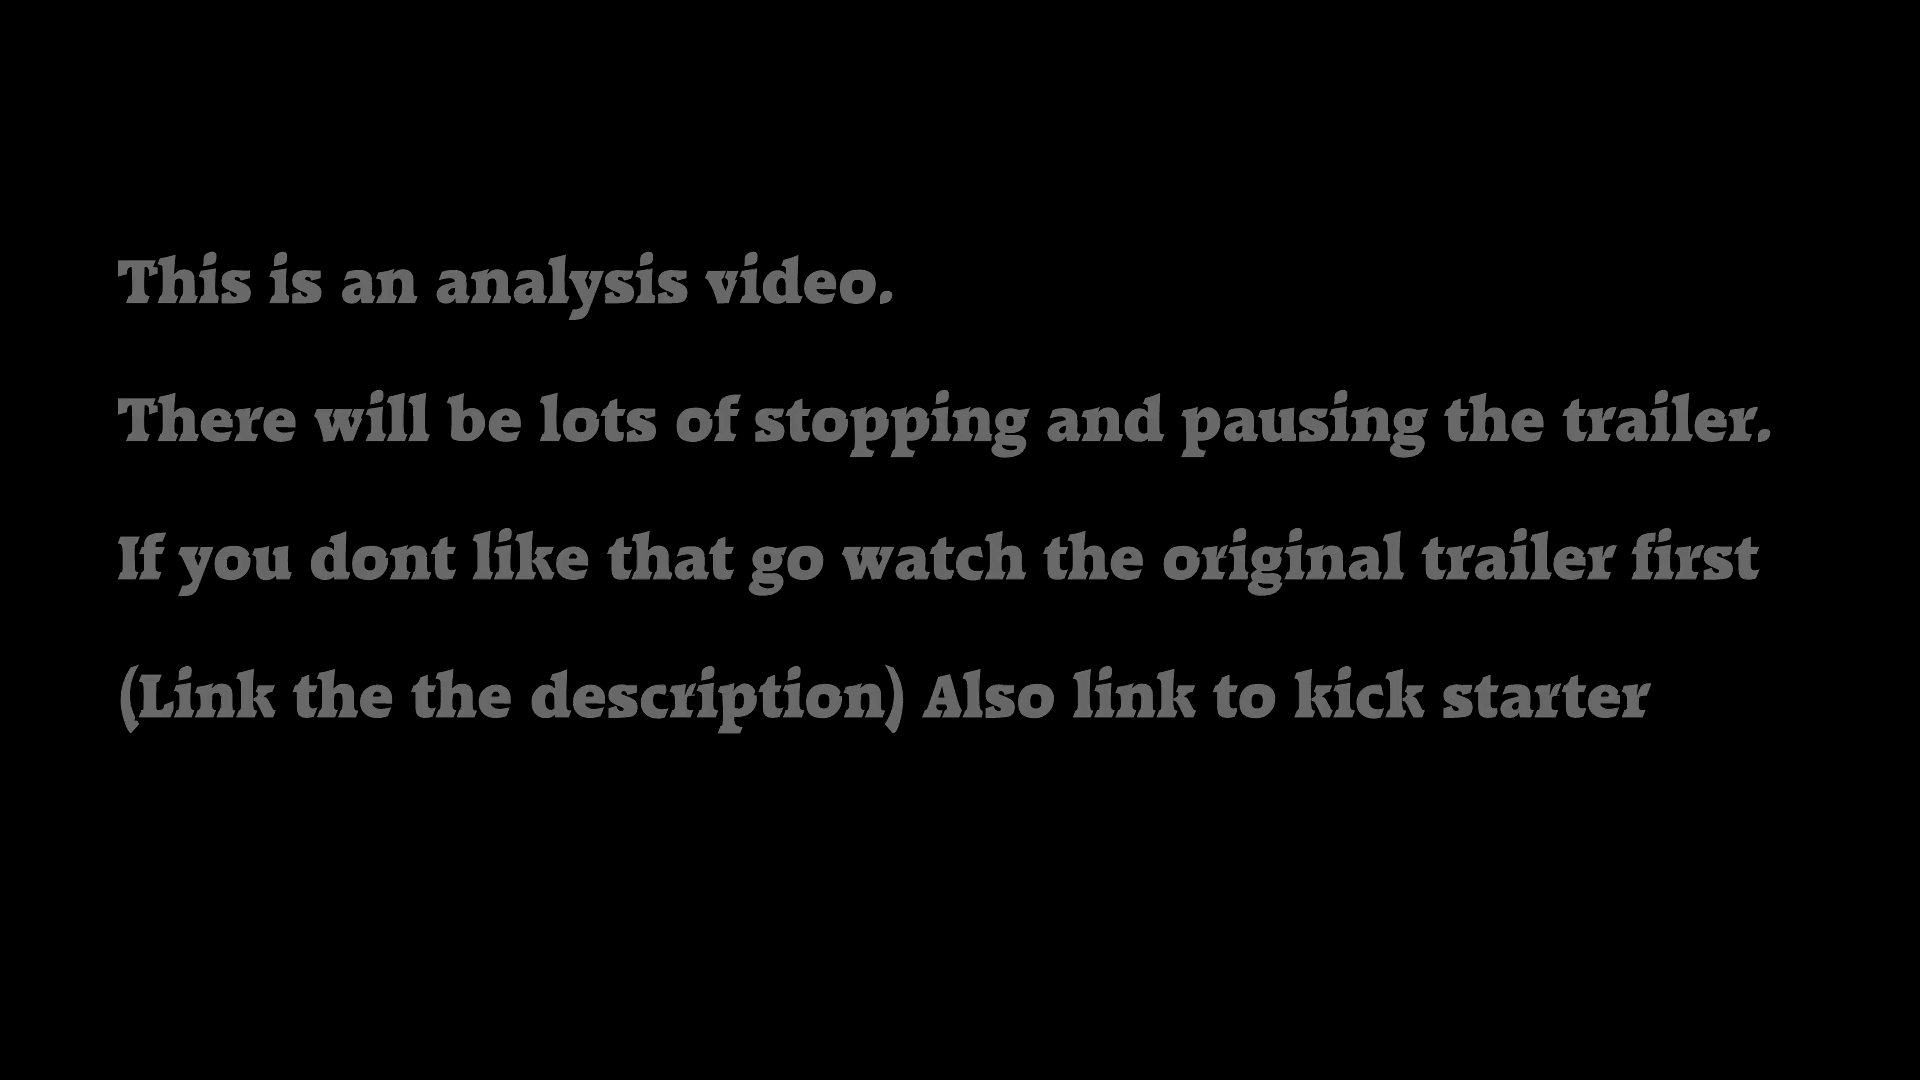 This is an analysis video.
There will be lots of stopping and pausing the trailer.
If you dont like that go watch the original trailer first
(Link the the description) Also link to kick starter